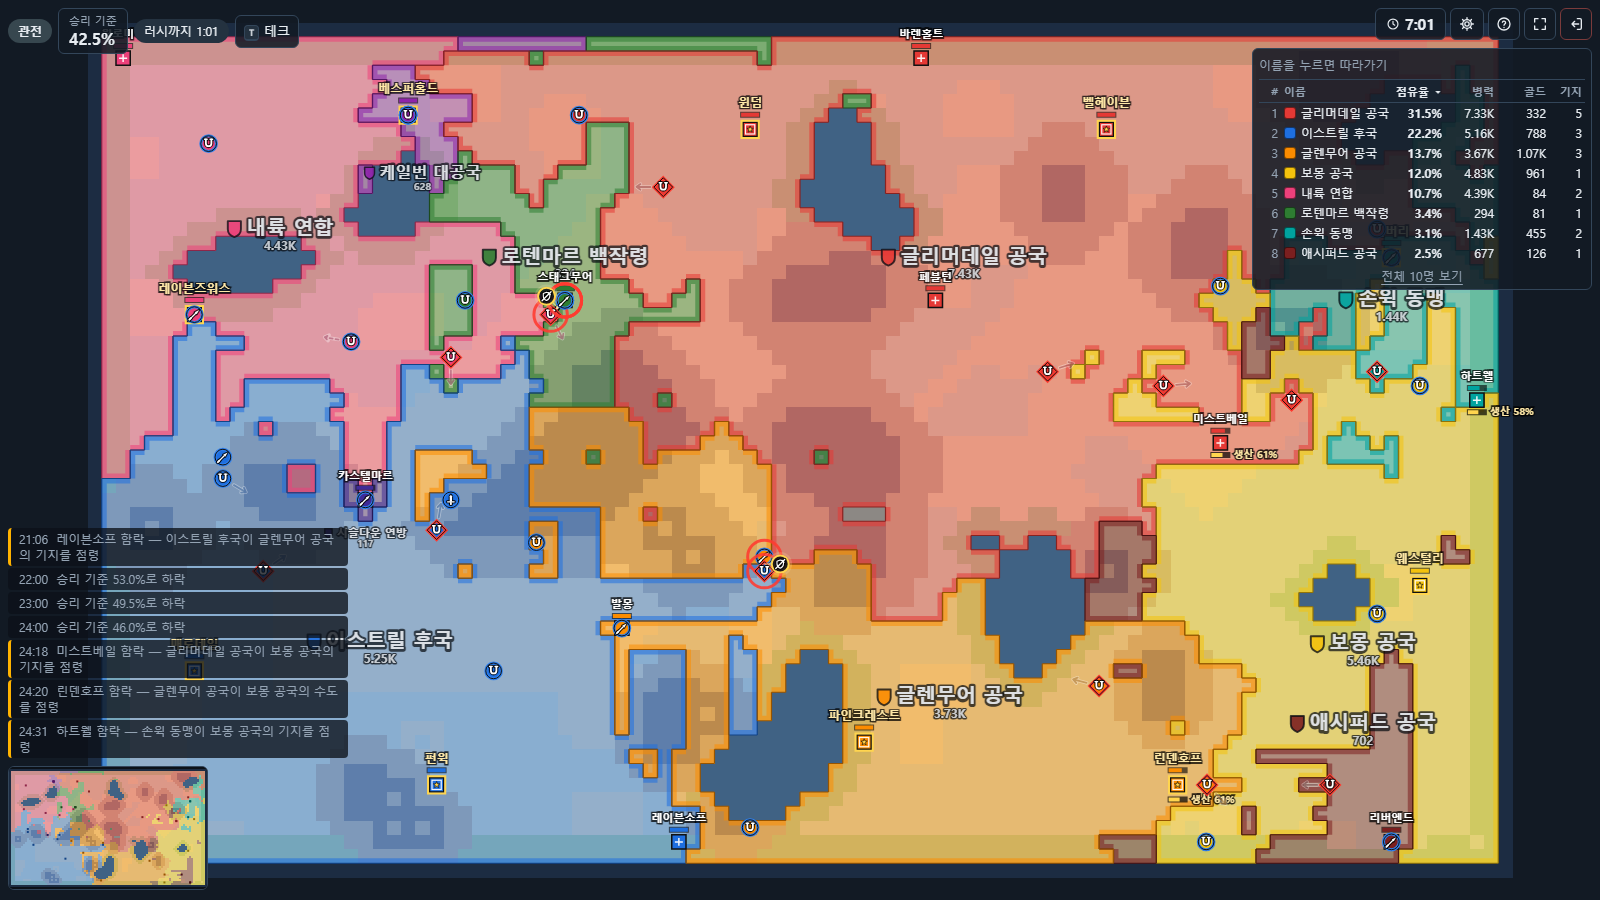 관전
승리 기준
42.5%
러시까지 1:01
T 테크
7:01
이름을 누르면 따라가기
# 이름 점유율 병력 골드 기지
1 글리머데일 공국 31.5% 7.33K 332 5
2 이스트릴 후국 22.2% 5.16K 788 3
3 글렌무어 공국 13.7% 3.67K 1.07K 3
4 보몽 공국 12.0% 4.83K 961 1
5 내륙 연합 10.7% 4.39K 84 2
6 로텐마르 백작령 3.4% 294 81 1
7 손윅 동맹 3.1% 1.43K 455 2
8 애시퍼드 공국 2.5% 677 126 1
전체 10명 보기
바렌홀트
베스퍼홀드
윈덤
벨헤이븐
케일번 대공국
628
내륙 연합
4.43K
로텐마르 백작령
스태그무어
글리머데일 공국
7.43K
페블턴
손윅 동맹
1.44K
레이븐즈워스
하트웰
생산 58%
미스트베일
생산 61%
카스텔마르
117
웨스털리
발몽
이스트릴 후국
5.25K
보몽 공국
5.46K
글렌무어 공국
3.73K
파인크레스트
애시퍼드 공국
702
펀윅
린덴호프
생산 61%
레이븐소프
리버엔드
21:06 레이븐소프 함락 — 이스트릴 후국이 글렌무어 공국
의 기지를 점령
22:00 승리 기준 53.0%로 하락
23:00 승리 기준 49.5%로 하락
24:00 승리 기준 46.0%로 하락
24:18 미스트베일 함락 — 글리머데일 공국이 보몽 공국의
기지를 점령
24:20 린덴호프 함락 — 글렌무어 공국이 보몽 공국의 수도
를 점령
24:31 하트웰 함락 — 손윅 동맹이 보몽 공국의 기지를 점
령